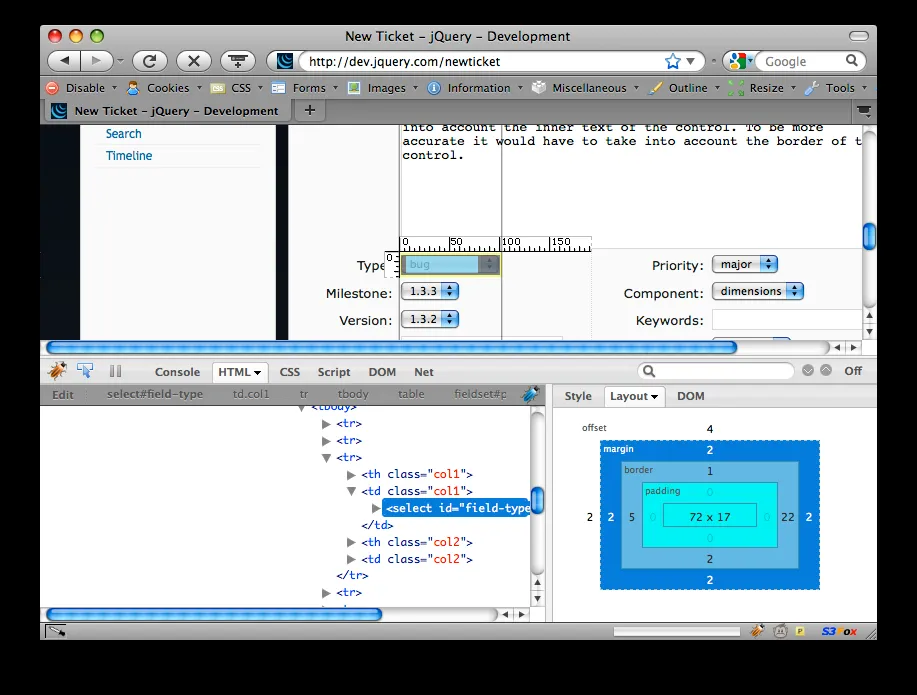 New Ticket – jQuery – Development
http://dev.jquery.com/newticket
Google
Disable Cookies CSS Forms Images Information Miscellaneous Outline Resize Tools
New Ticket – jQuery – Development +
Search
Timeline
into account the inner text of the control. To be more
accurate it would have to take into account the border of t
control.
0 50 100 150
0
Type
bug
Priority: major
Milestone: 1.3.3
Component: dimensions
Version: 1.3.2
Keywords:
Console HTML CSS Script DOM Net Off
Edit select#field-type td.col1 tr tbody table fieldset#p
Style Layout DOM
<tbody>
<tr>
<tr>
<tr>
<th class="col1">
<td class="col1">
<select id="field-type
</td>
<th class="col2">
<td class="col2">
</tr>
<tr>
offset 4
margin 2
border 1
padding 0
2 2 5 0 72 x 17 0 22 2 2
0
2
2
P S3Fox